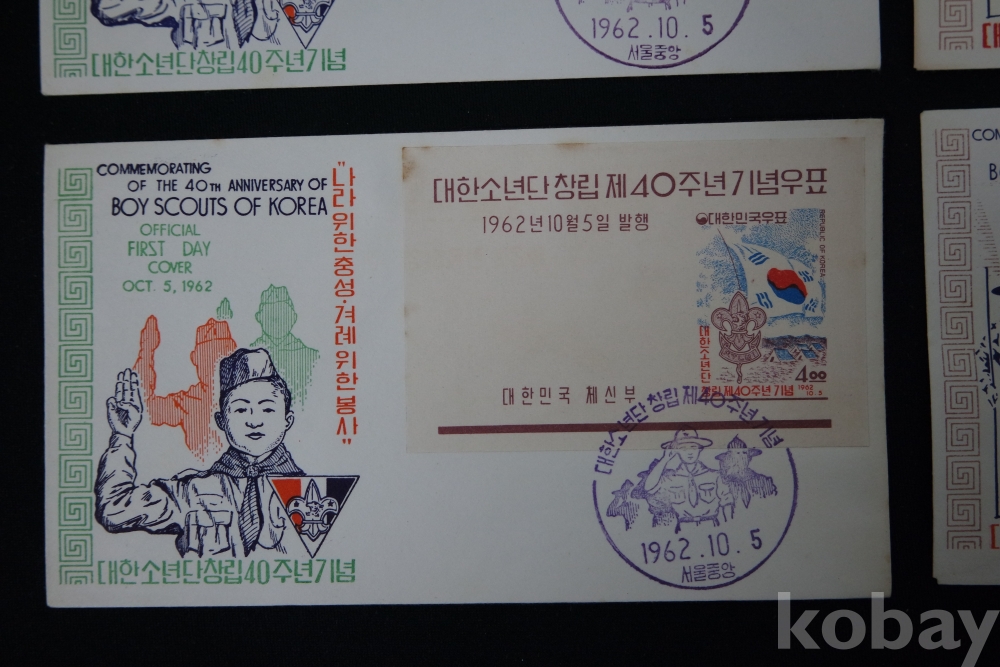 1962.10.5
서울중앙
대한소년단창립40주년기념
COMMEMORATING
OF THE 40TH ANNIVERSARY OF
BOY SCOUTS OF KOREA
OFFICIAL
FIRST DAY
COVER
OCT. 5, 1962
"나라위한충성·겨레위한봉사"
대한소년단창립40주년기념
대한소년단창립제40주년기념우표
1962년10월5일 발행
대한민국우표
REPUBLIC OF KOREA
대한소년단
창립제40주년기념
4.00
1962
10.5
대한민국 체신부
대한소년단창립제40주년기념
1962.10.5
서울중앙
kobay